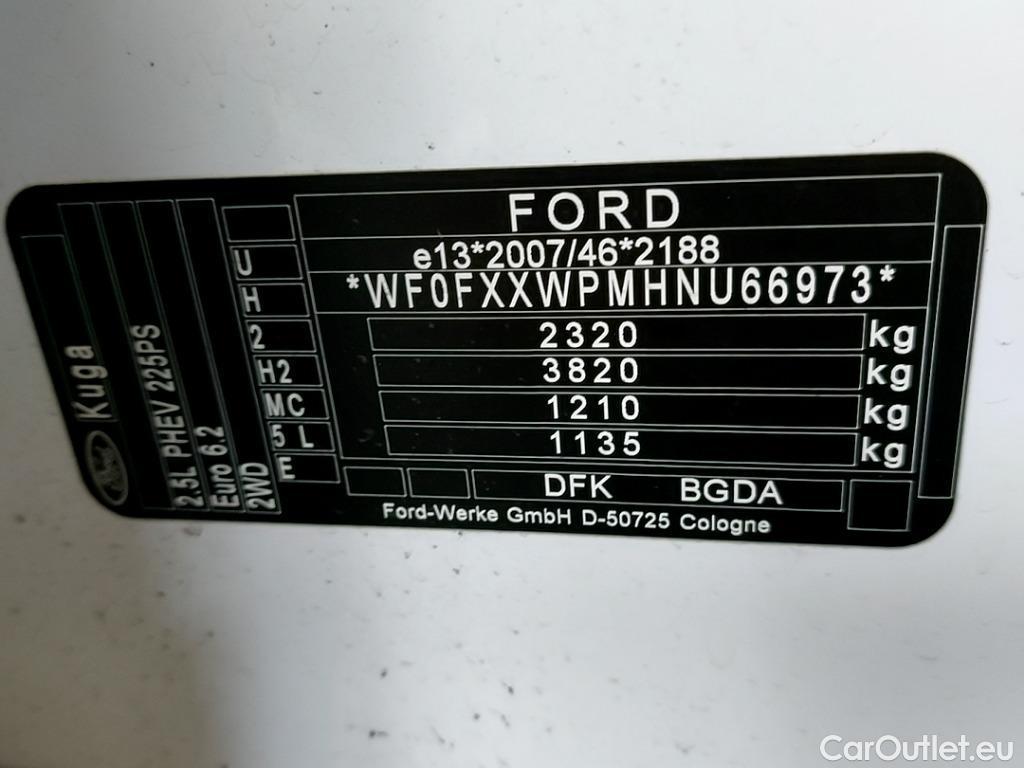 FORD
e13*2007/46*2188
*WF0FXXWPMHNU66973*
2320 kg
3820 kg
1210 kg
1135 kg
DFK BGDA
Ford-Werke GmbH D-50725 Cologne
U
H
2
H2
MC
5 L
E
Ford Kuga
2.5L PHEV 225PS
Euro 6.2
2WD
CarOutlet.eu